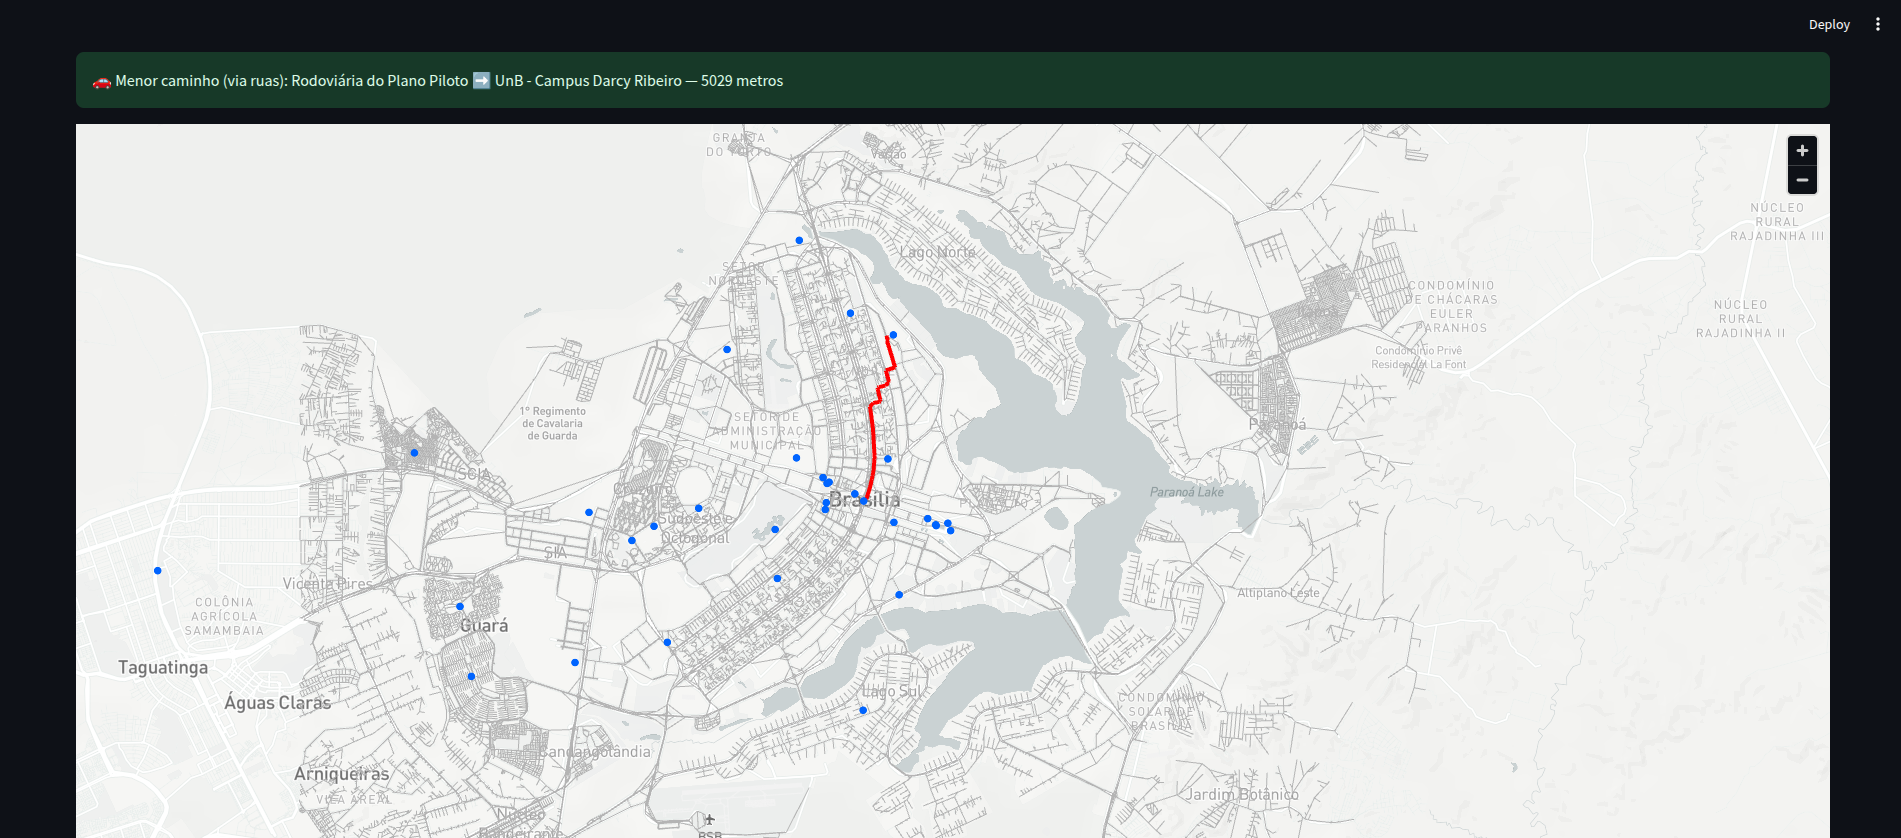 Deploy
🚗 Menor caminho (via ruas): Rodoviária do Plano Piloto ➡️ UnB - Campus Darcy Ribeiro — 5029 metros
GRANJA
DO TORTO
Varjão
+
−
NÚCLEO
RURAL
RAJADINHA III
Lago Norte
SETOR
NOROESTE
CONDOMÍNIO
DE CHÁCARAS
EULER
PARANHOS
NÚCLEO
RURAL
RAJADINHA II
Itapoã
Condomínio Privê
Residencial La Font
1° Regimento
de Cavalaria
de Guarda
SETOR DE
ADMINISTRAÇÃO
MUNICIPAL
Paranoá
SCIA
Cruzeiro
Brasília
Paranoá Lake
Sudoeste e
Octogonal
SIA
Vicente Pires
Altiplano Leste
COLÔNIA
AGRÍCOLA
SAMAMBAIA
Guará
Taguatinga
Águas Claras
Lago Sul
CONDOMÍNIO
SOLAR DE
BRASÍLIA
Candangolândia
Arniqueiras
VILA AREAL
Jardim Botânico
Núcleo
Bandeirante
BSB